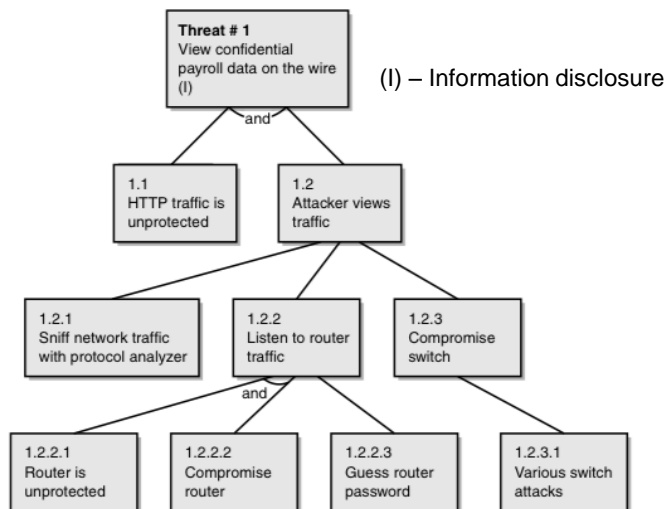 Threat # 1
View confidential
payroll data on the wire
(I)
(I) – Information disclosure
and
1.1
HTTP traffic is
unprotected
1.2
Attacker views
traffic
1.2.1
Sniff network traffic
with protocol analyzer
1.2.2
Listen to router
traffic
1.2.3
Compromise
switch
and
1.2.2.1
Router is
unprotected
1.2.2.2
Compromise
router
1.2.2.3
Guess router
password
1.2.3.1
Various switch
attacks